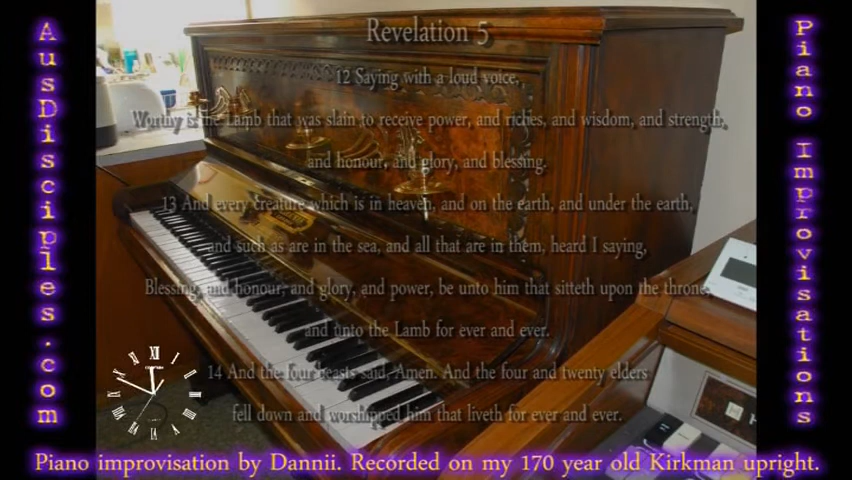 Revelation 5
12 Saying with a loud voice,
Worthy is the Lamb that was slain to receive power, and riches, and wisdom, and strength,
and honour, and glory, and blessing.
13 And every creature which is in heaven, and on the earth, and under the earth,
and such as are in the sea, and all that are in them, heard I saying,
Blessing, and honour, and glory, and power, be unto him that sitteth upon the throne,
and unto the Lamb for ever and ever.
14 And the four beasts said, Amen. And the four and twenty elders
fell down and worshipped him that liveth for ever and ever.
AusDisciples.com
Piano Improvisations
Piano improvisation by Dannii. Recorded on my 170 year old Kirkman upright.